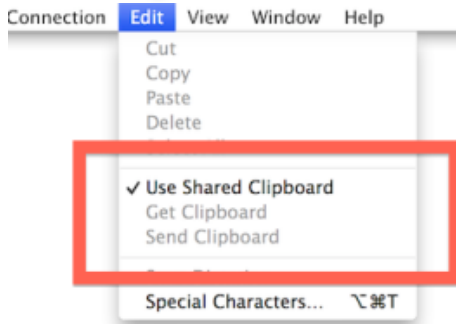 Connection Edit View Window Help
Cut
Copy
Paste
Delete
✓ Use Shared Clipboard
Get Clipboard
Send Clipboard
Special Characters... ⌥⌘T